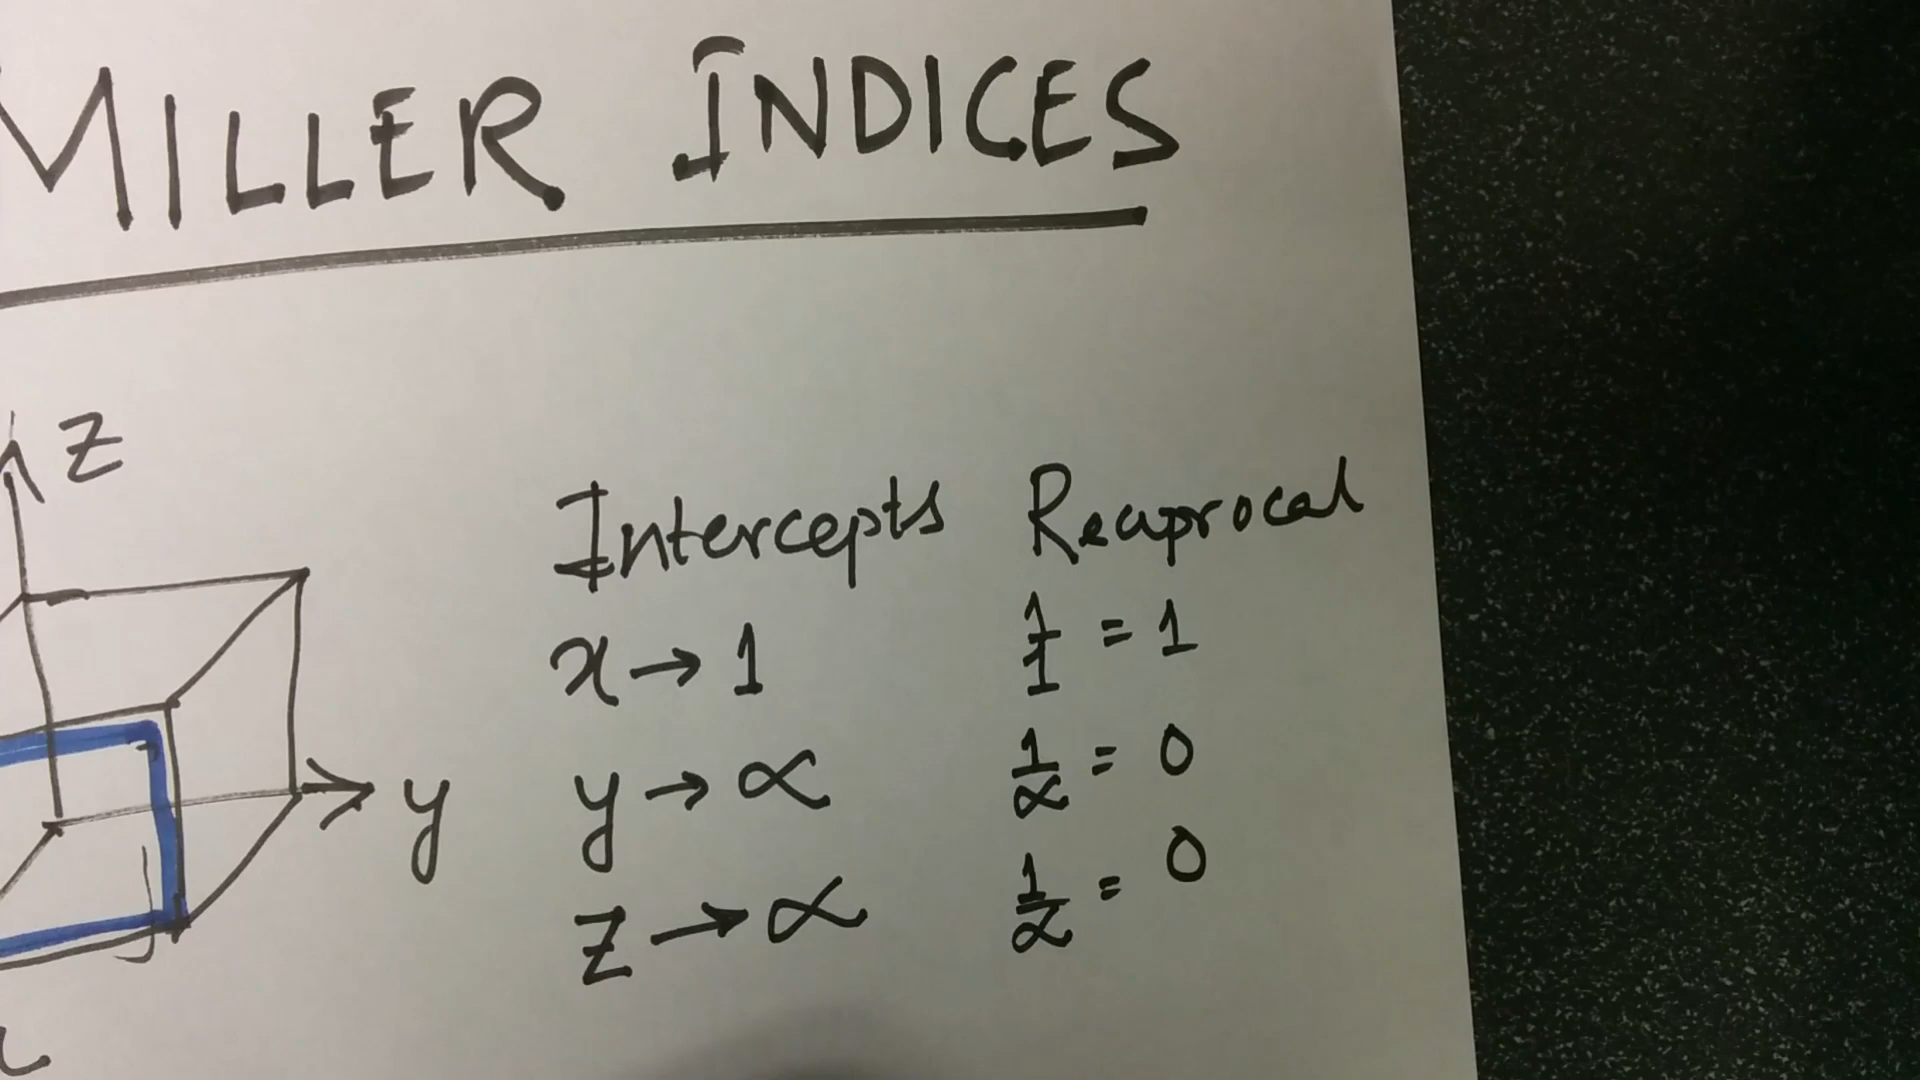 MILLER INDICES
z
Intercepts Reciprocal
x → 1 1/1 = 1
y
y → ∝ 1/∝ = 0
z → ∝ 1/∝ = 0